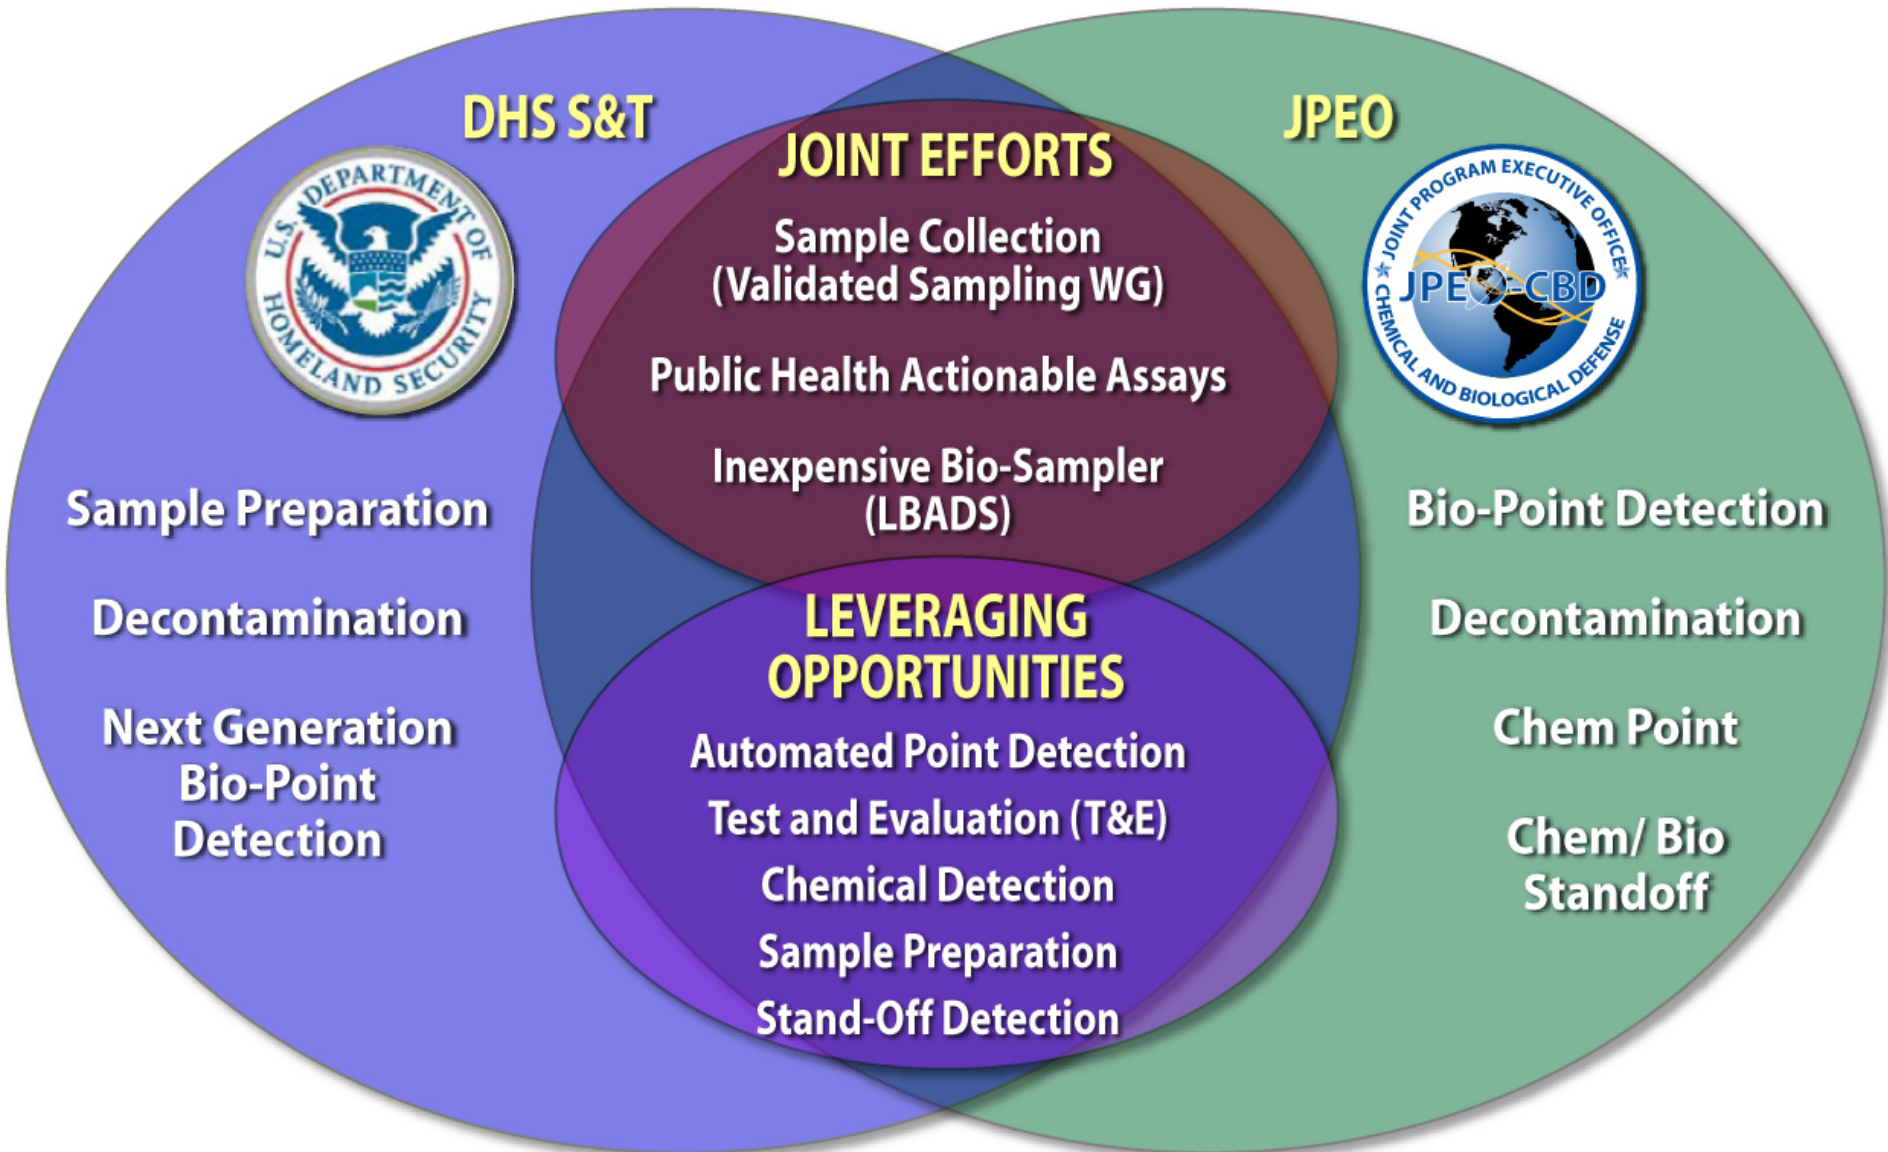 DHS S&T
U.S. DEPARTMENT OF
HOMELAND SECURITY
Sample Preparation
Decontamination
Next Generation
Bio-Point
Detection
JOINT EFFORTS
Sample Collection
(Validated Sampling WG)
Public Health Actionable Assays
Inexpensive Bio-Sampler
(LBADS)
LEVERAGING
OPPORTUNITIES
Automated Point Detection
Test and Evaluation (T&E)
Chemical Detection
Sample Preparation
Stand-Off Detection
JPEO
JOINT PROGRAM EXECUTIVE OFFICE
JPEO-CBD
CHEMICAL AND BIOLOGICAL DEFENSE
Bio-Point Detection
Decontamination
Chem Point
Chem/ Bio
Standoff